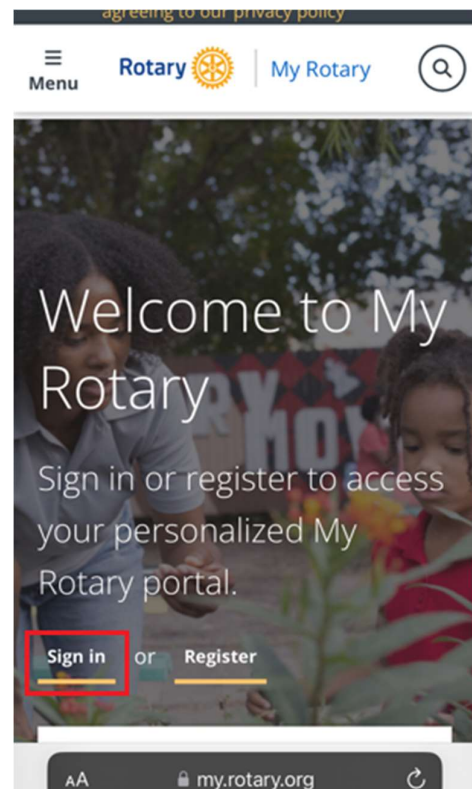 agreeing to our privacy policy
Menu
Rotary
My Rotary
Welcome to My
Rotary
Sign in or register to access
your personalized My
Rotary portal.
Sign in or Register
AA
my.rotary.org